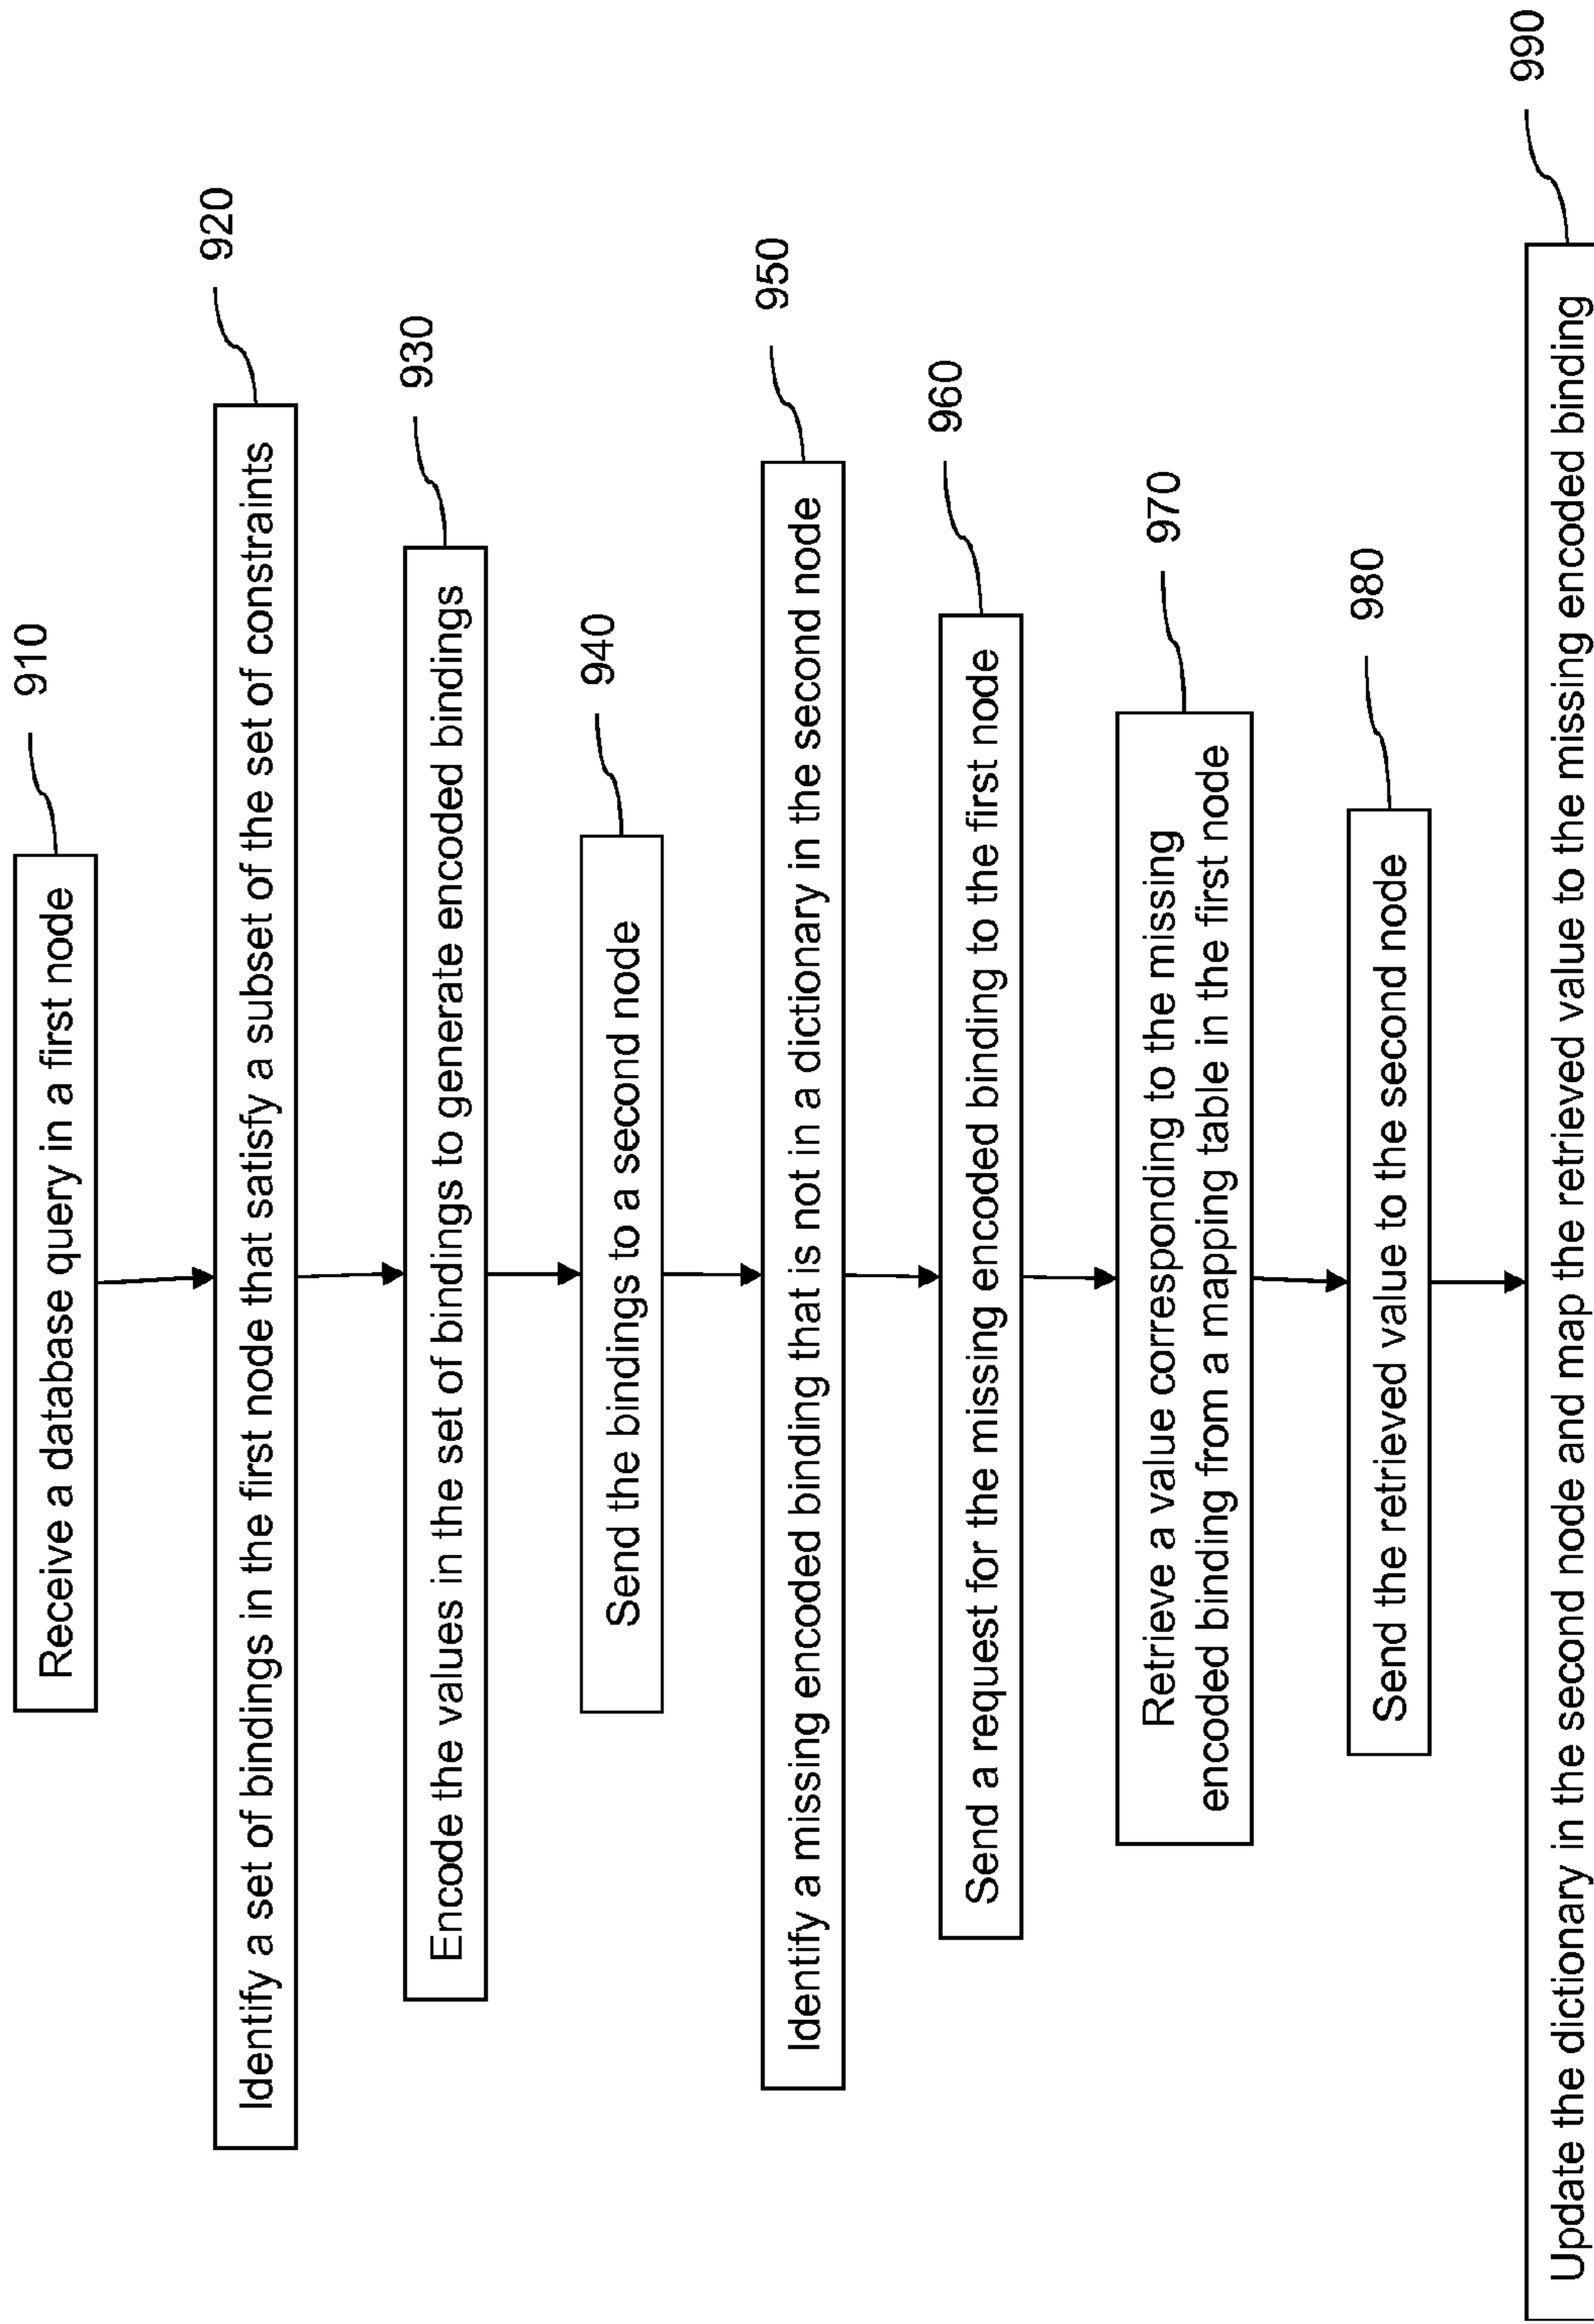 910
Receive a database query in a first node
920
Identify a set of bindings in the first node that satisfy a subset of the set of constraints
930
Encode the values in the set of bindings to generate encoded bindings
940
Send the bindings to a second node
950
Identify a missing encoded binding that is not in a dictionary in the second node
960
Send a request for the missing encoded binding to the first node
970
Retrieve a value corresponding to the missing
encoded binding from a mapping table in the first node
980
Send the retrieved value to the second node
990
Update the dictionary in the second node and map the retrieved value to the missing encoded binding